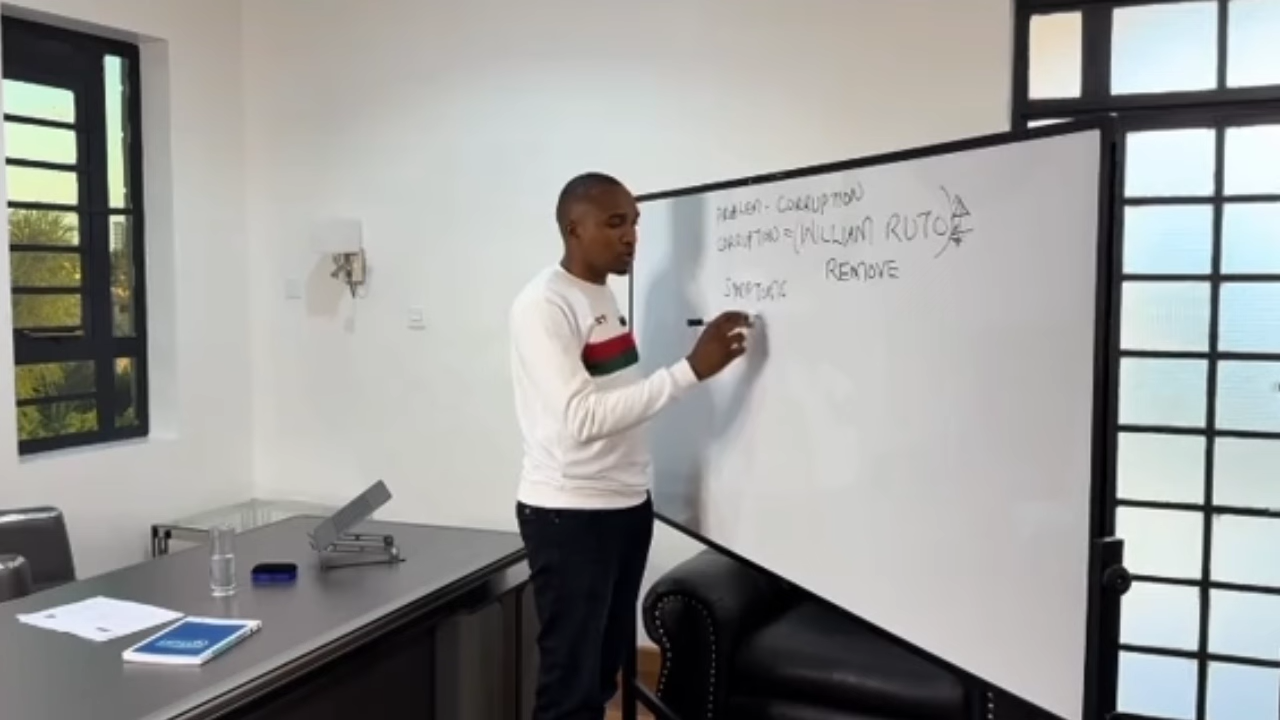 PROBLEM - CORRUPTION
CORRUPTION = (WILLIAM RUTO)
REMOVE
SYMPTOMS